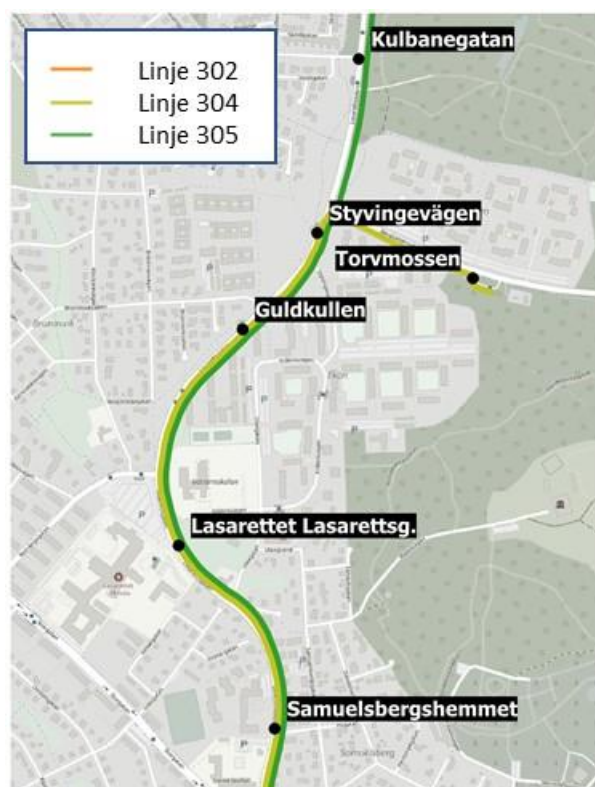 Kulbanegatan
Linje 302
Linje 304
Linje 305
Styvingevägen
Torvmossen
Guldkullen
Lasarettet Lasarettsg.
Samuelsbergshemmet